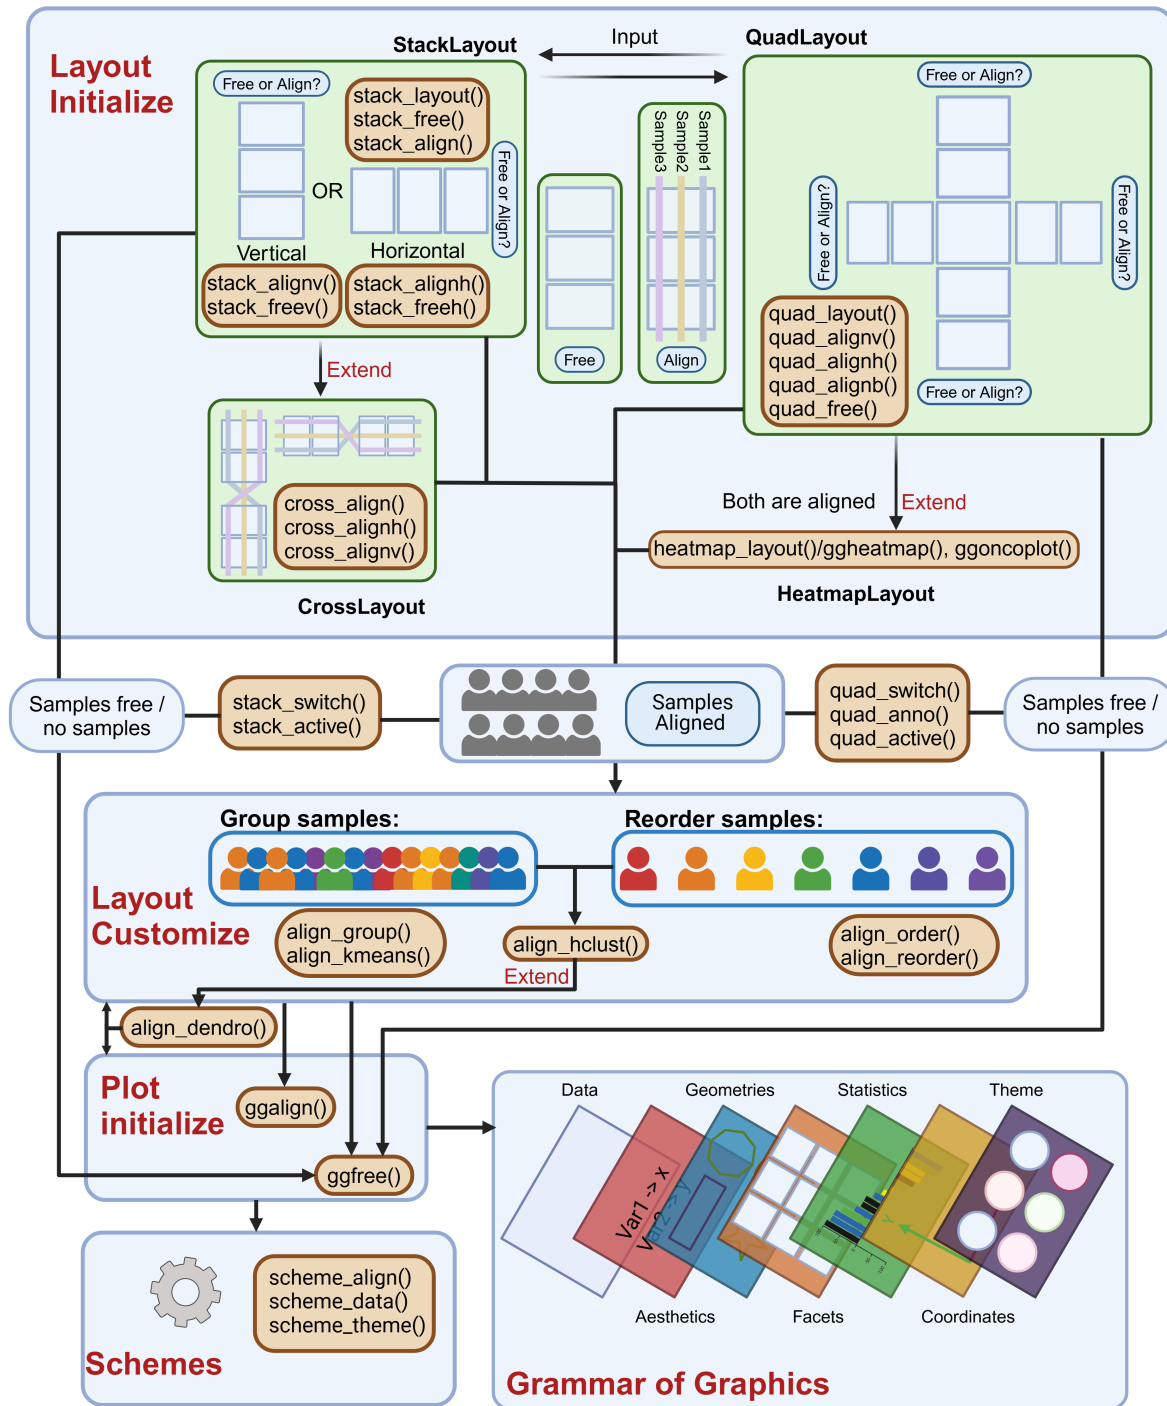 Layout
Initialize
StackLayout
Input
QuadLayout
Free or Align?
stack_layout()
stack_free()
stack_align()
Free or Align?
OR
Vertical
Horizontal
stack_alignv()
stack_freev()
stack_alignh()
stack_freeh()
Free
Sample3
Sample2
Sample1
Align
Free or Align?
Free or Align?
Free or Align?
quad_layout()
quad_alignv()
quad_alignh()
quad_alignb()
quad_free()
Free or Align?
Extend
cross_align()
cross_alignh()
cross_alignv()
CrossLayout
Both are aligned
Extend
heatmap_layout()/ggheatmap(), ggoncoplot()
HeatmapLayout
Samples free /
no samples
stack_switch()
stack_active()
Samples
Aligned
quad_switch()
quad_anno()
quad_active()
Samples free /
no samples
Group samples:
Reorder samples:
Layout
Customize
align_group()
align_kmeans()
align_hclust()
align_order()
align_reorder()
Extend
align_dendro()
Plot
initialize
ggalign()
ggfree()
Data
Geometries
Statistics
Theme
Var1 -> x
Var2 -> y
Y
Aesthetics
Facets
Coordinates
Grammar of Graphics
scheme_align()
scheme_data()
scheme_theme()
Schemes